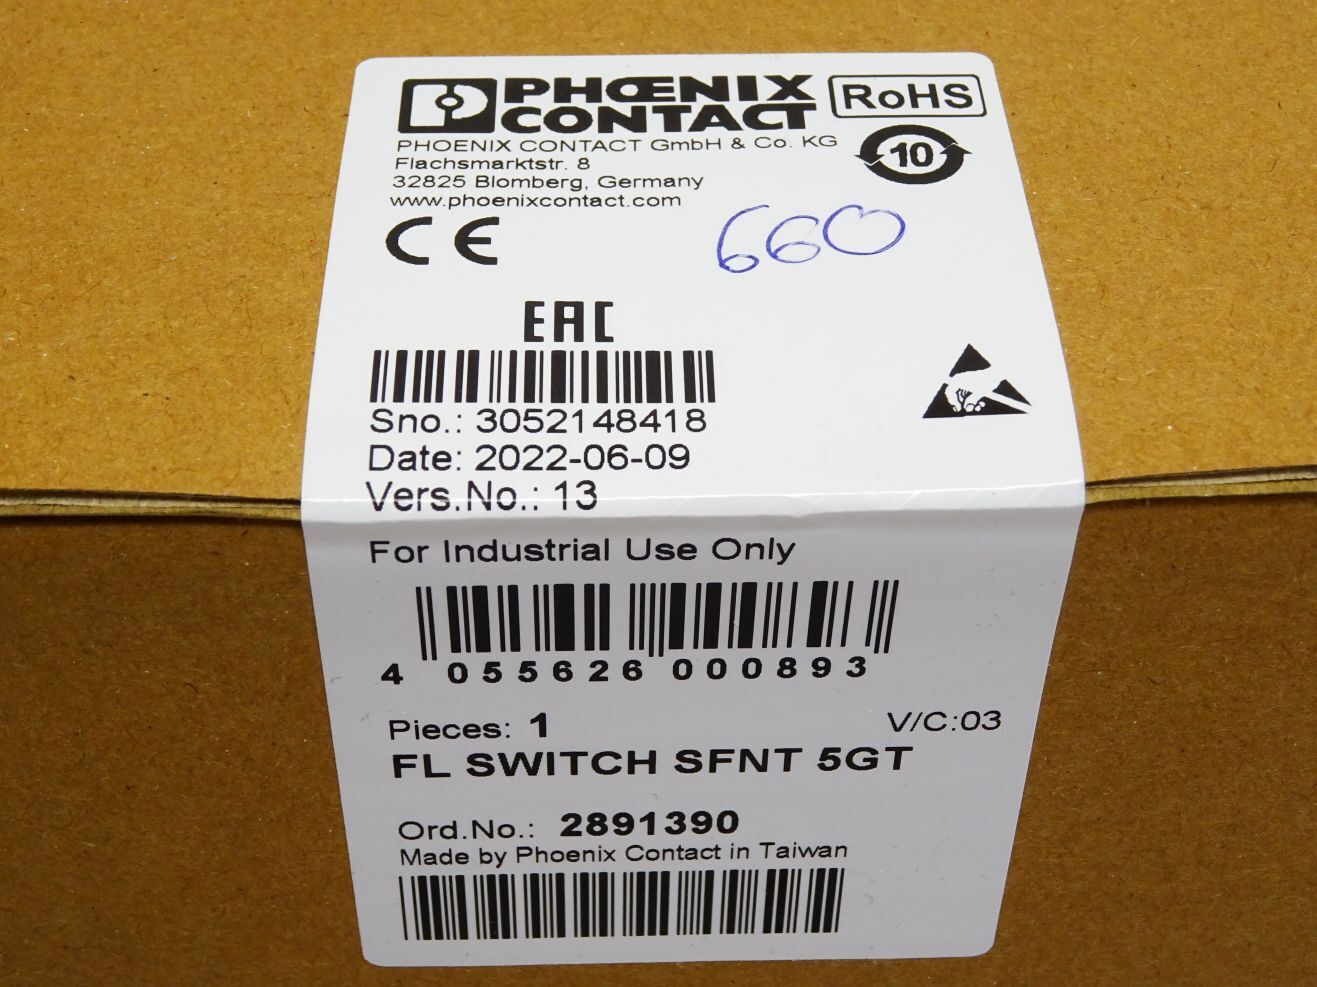 PHŒNIX
CONTACT
RoHS
PHOENIX CONTACT GmbH & Co. KG
Flachsmarktstr. 8
32825 Blomberg, Germany
www.phoenixcontact.com
10
CE
660
EAC
Sno.: 3052148418
Date: 2022-06-09
Vers.No.: 13
For Industrial Use Only
4 055626 000893
Pieces: 1 V/C:03
FL SWITCH SFNT 5GT
Ord.No.: 2891390
Made by Phoenix Contact in Taiwan